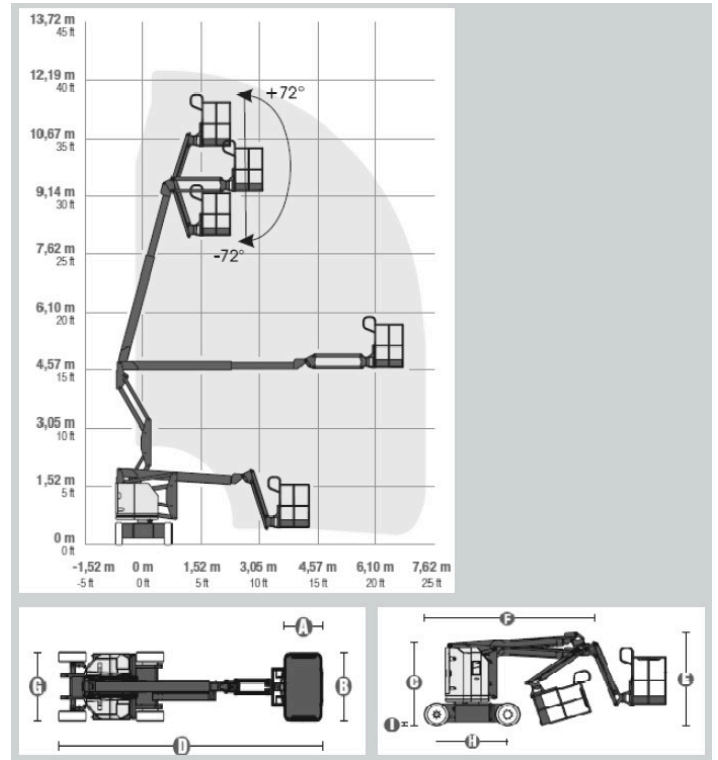 13,72 m
45 ft
12,19 m
40 ft
+72°
10,67 m
35 ft
9,14 m
30 ft
-72°
7,62 m
25 ft
6,10 m
20 ft
4,57 m
15 ft
3,05 m
10 ft
1,52 m
5 ft
0 m
0 ft
-1,52 m 0 m 1,52 m 3,05 m 4,57 m 6,10 m 7,62 m
-5 ft 0 ft 5 ft 10 ft 15 ft 20 ft 25 ft
A
G
B
D
F
C
E
I
H